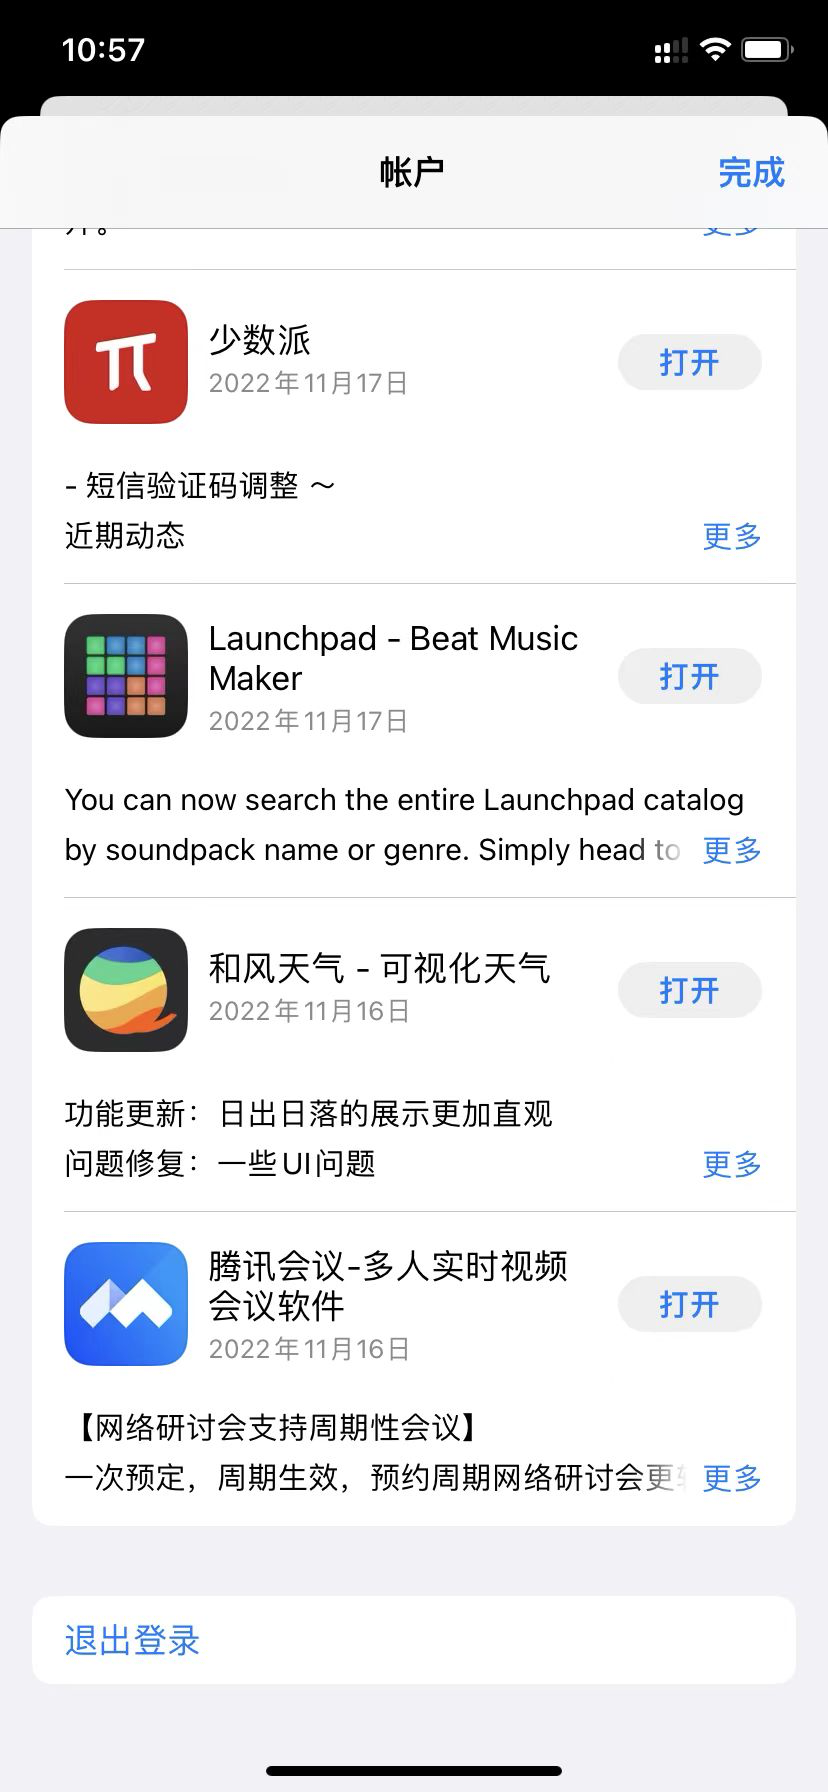 10:57
帐户
完成
更多
少数派
2022年11月17日
打开
- 短信验证码调整 ～
近期动态
更多
Launchpad - Beat Music
Maker
2022年11月17日
打开
You can now search the entire Launchpad catalog
by soundpack name or genre. Simply head to
更多
和风天气 - 可视化天气
2022年11月16日
打开
功能更新：日出日落的展示更加直观
问题修复：一些UI问题
更多
腾讯会议-多人实时视频
会议软件
2022年11月16日
打开
【网络研讨会支持周期性会议】
一次预定，周期生效，预约周期网络研讨会更
更多
退出登录